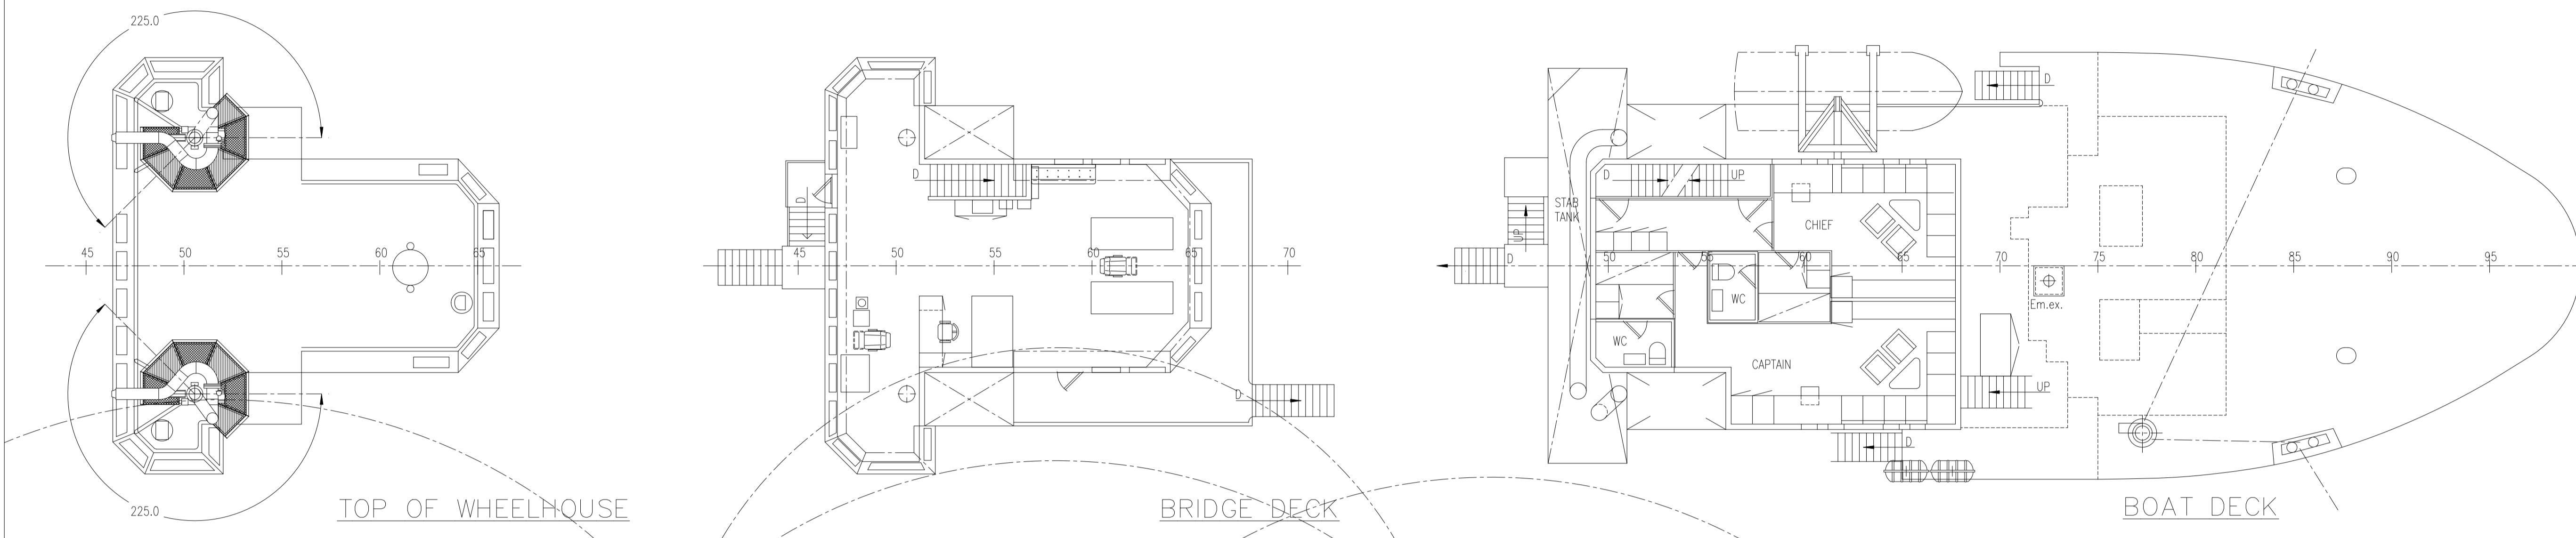 225.0
45
50
55
60
65
225.0
TOP OF WHEELHOUSE
D
D
45
50
55
60
65
70
D
BRIDGE DECK
D
D
UP
STAB
TANK
CHIEF
UP
D
50
55
60
65
70
75
80
85
90
95
WC
Em.ex.
WC
CAPTAIN
UP
D
BOAT DECK